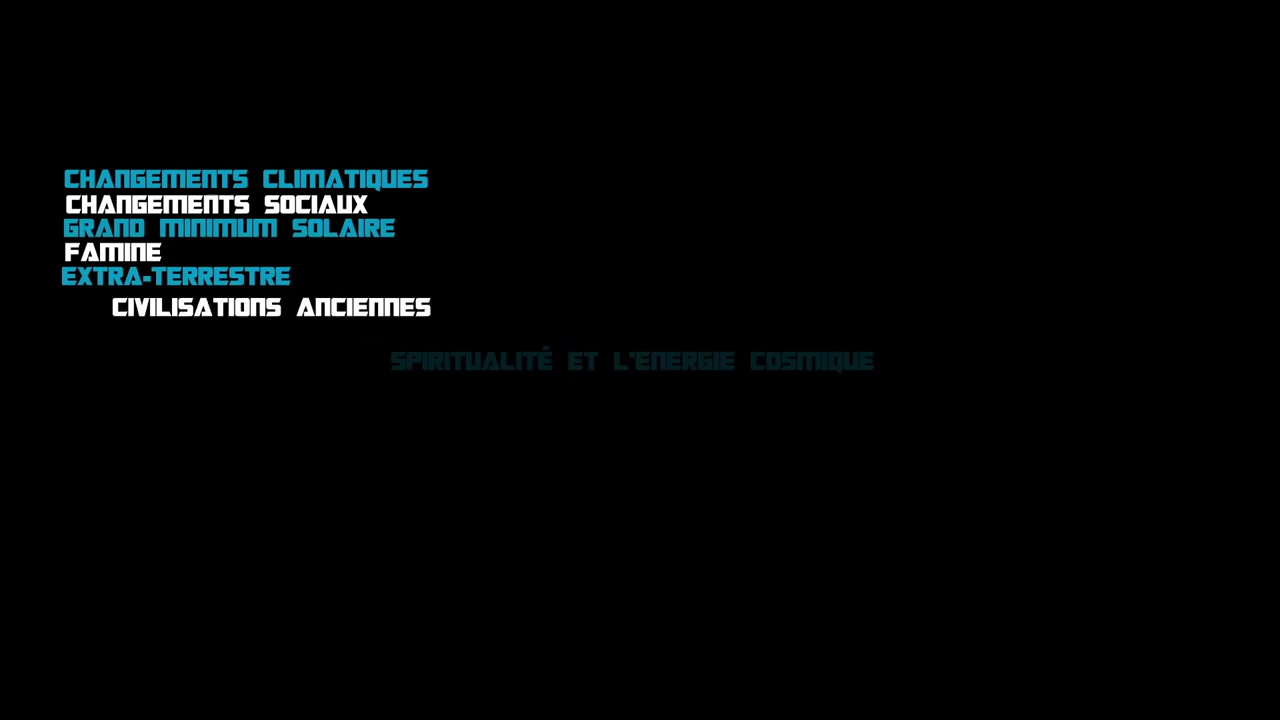 CHANGEMENTS CLIMATIQUES
CHANGEMENTS SOCIAUX
GRAND MINIMUM SOLAIRE
FAMINE
EXTRA-TERRESTRE
CIVILISATIONS ANCIENNES
SPIRITUALITÉ ET L'ENERGIE COSMIQUE